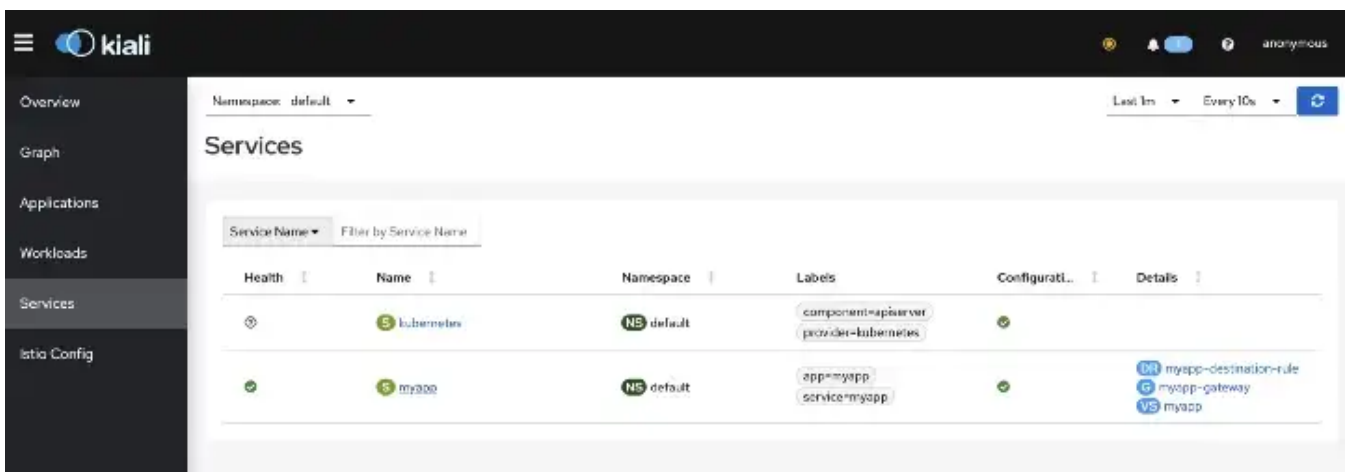 kiali
anonymous
Overview
Graph
Applications
Workloads
Services
Istio Config
Namespace: default
Last 1m Every 10s
Services
Service Name Filter by Service Name
Health Name Namespace Labels Configurati... Details
S kubernetes NS default component=apiserver
provider=kubernetes
S myapp NS default app=myapp
service=myapp
DR myapp-destination-rule
G myapp-gateway
VS myapp